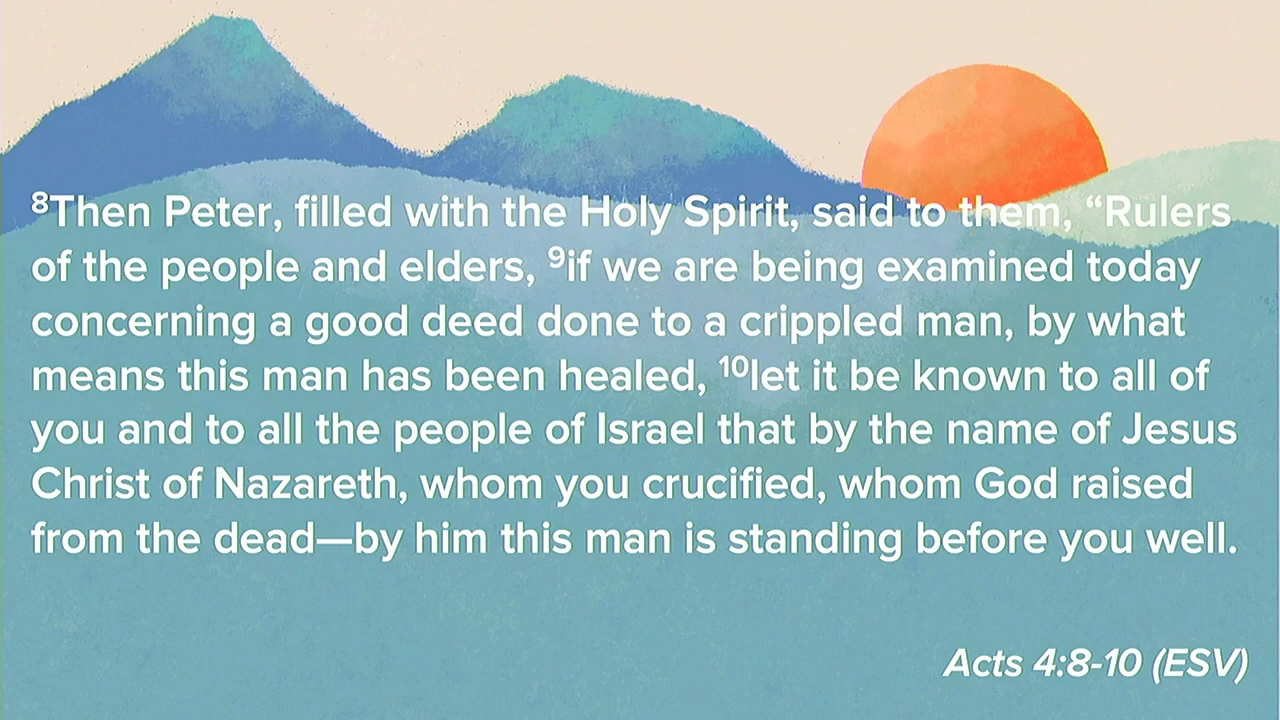 ⁸Then Peter, filled with the Holy Spirit, said to them, “Rulers
of the people and elders, ⁹if we are being examined today
concerning a good deed done to a crippled man, by what
means this man has been healed, ¹⁰let it be known to all of
you and to all the people of Israel that by the name of Jesus
Christ of Nazareth, whom you crucified, whom God raised
from the dead—by him this man is standing before you well.
Acts 4:8-10 (ESV)